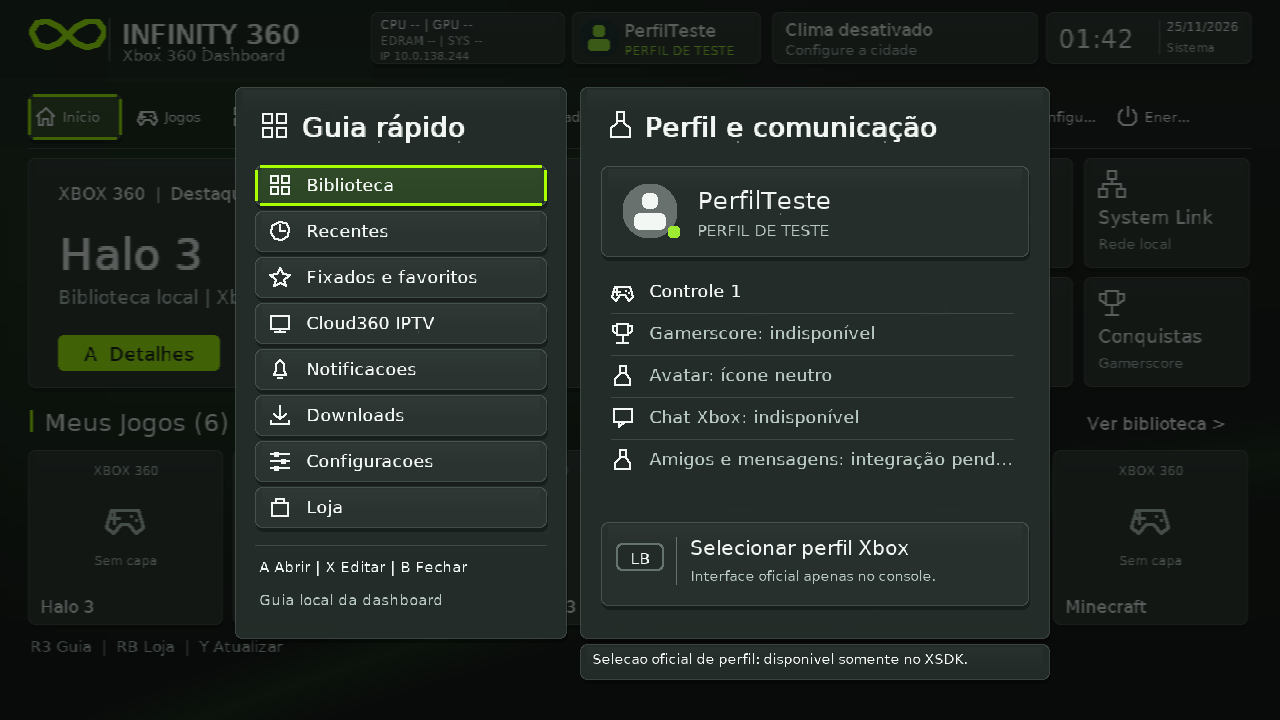 INFINITY 360
Xbox 360 Dashboard
CPU -- | GPU --
EDRAM -- | SYS --
IP 10.0.138.244
PerfilTeste
PERFIL DE TESTE
Clima desativado
Configure a cidade
01:42
25/11/2026
Sistema
Inicio
Jogos
Ener...
Guia rápido
Biblioteca
Recentes
Fixados e favoritos
Cloud360 IPTV
Notificacoes
Downloads
Configuracoes
Loja
A Abrir | X Editar | B Fechar
Guia local da dashboard
Perfil e comunicação
PerfilTeste
PERFIL DE TESTE
Controle 1
Gamerscore: indisponível
Avatar: ícone neutro
Chat Xbox: indisponível
Amigos e mensagens: integração pend...
LB
Selecionar perfil Xbox
Interface oficial apenas no console.
Selecao oficial de perfil: disponivel somente no XSDK.
XBOX 360 |
Halo 3
Biblioteca local |
A Detalhes
System Link
Rede local
Conquistas
Gamerscore
Meus Jogos (6)
Ver biblioteca >
XBOX 360
Sem capa
Halo 3
XBOX 360
Sem capa
Minecraft
R3 Guia | RB Loja | Y Atualizar